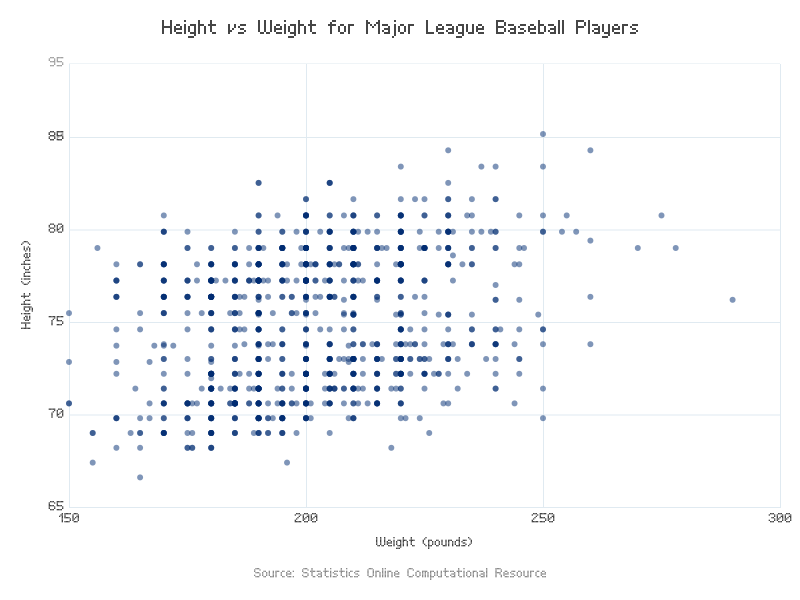 Height vs Weight for Major League Baseball Players
95
85
80
75
70
65
Height (inches)
150 200 250 300
Weight (pounds)
Source: Statistics Online Computational Resource